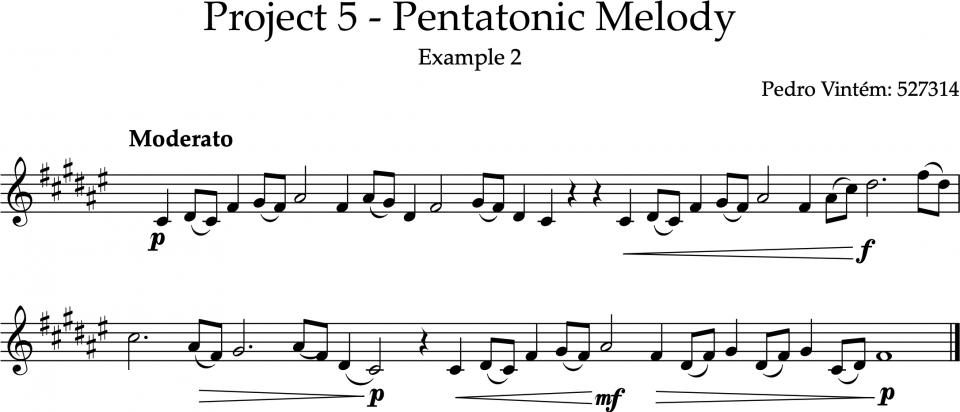 Project 5 - Pentatonic Melody
Example 2
Pedro Vintém: 527314
Moderato
p
f
p
mf
p